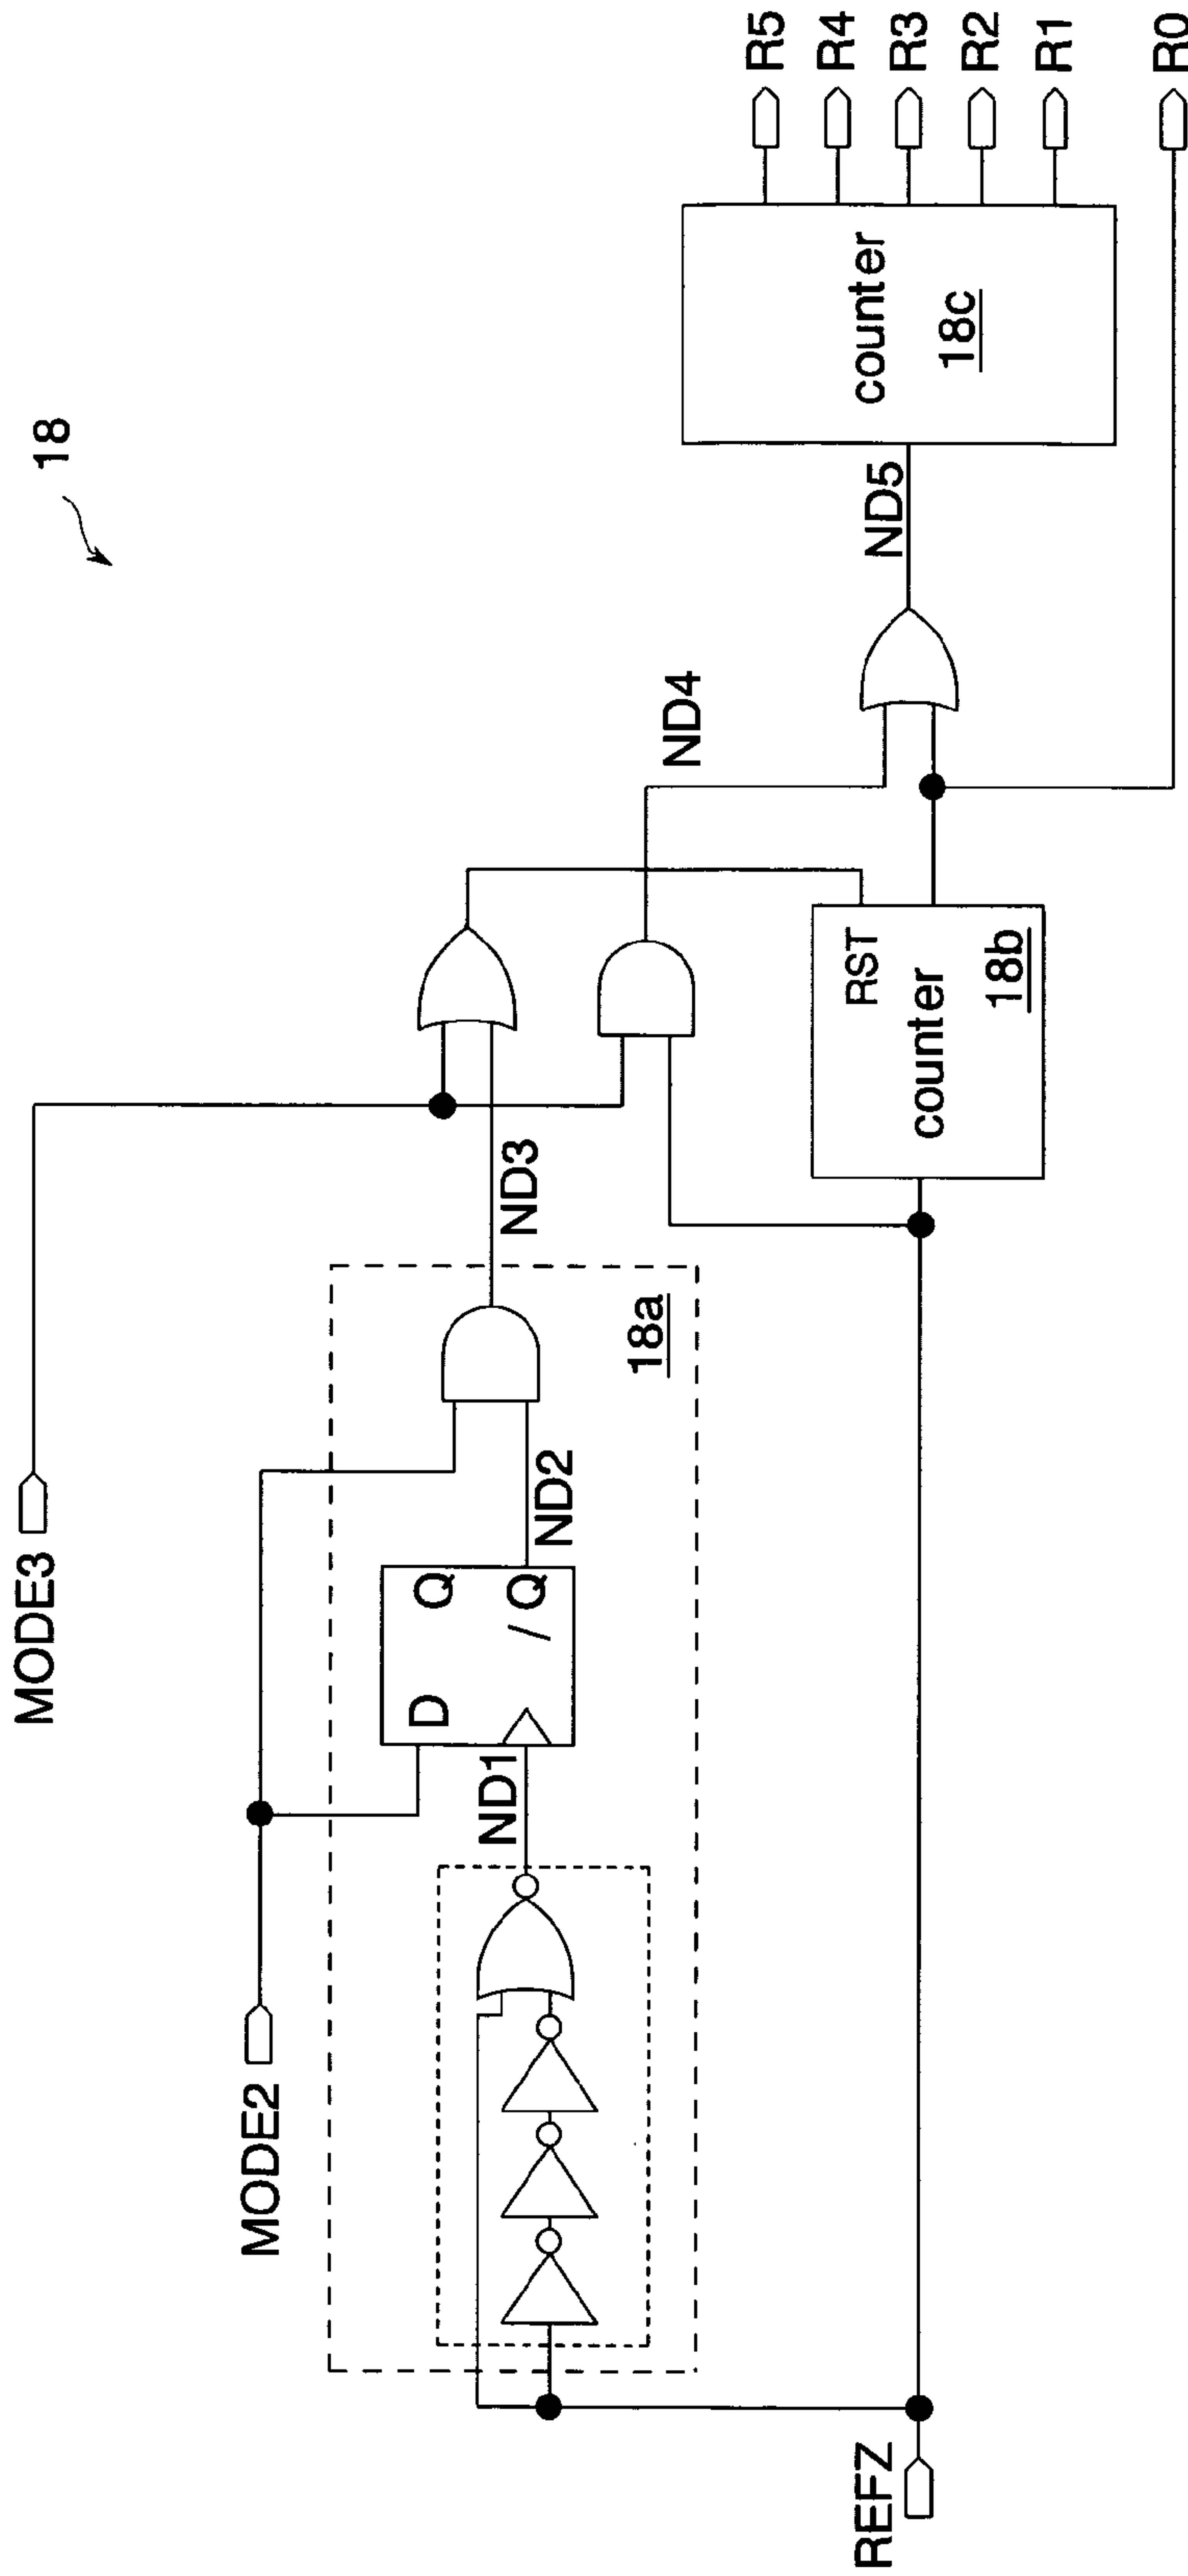 18
MODE3
MODE2
REFZ
ND1
D
Q
/Q
ND2
18a
ND3
RST
counter
18b
ND4
ND5
counter
18c
R5
R4
R3
R2
R1
R0